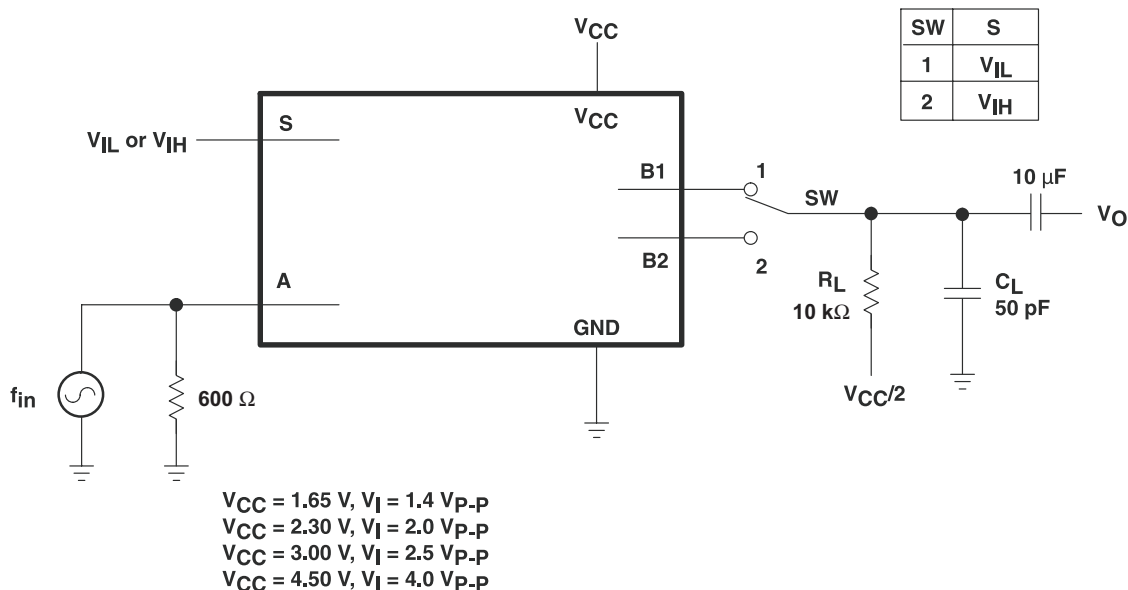 VCC
SW S
1 VIL
2 VIH
VCC
S
VIL or VIH
B1
1
SW
10 μF
VO
B2
2
A
RL
10 kΩ
CL
50 pF
GND
fin
600 Ω
VCC/2
VCC = 1.65 V, VI = 1.4 VP-P
VCC = 2.30 V, VI = 2.0 VP-P
VCC = 3.00 V, VI = 2.5 VP-P
VCC = 4.50 V, VI = 4.0 VP-P